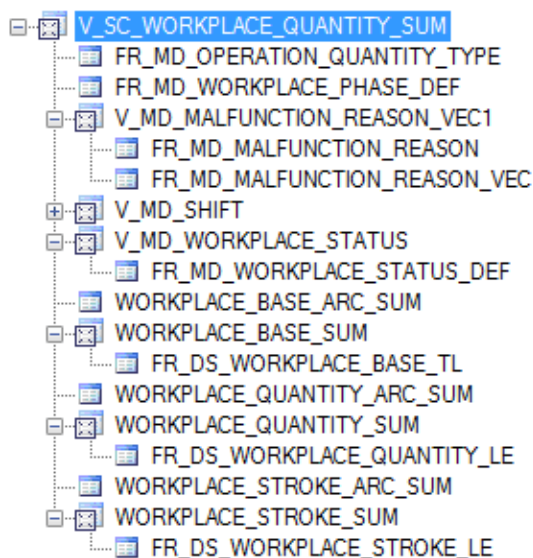 V_SC_WORKPLACE_QUANTITY_SUM
FR_MD_OPERATION_QUANTITY_TYPE
FR_MD_WORKPLACE_PHASE_DEF
V_MD_MALFUNCTION_REASON_VEC1
FR_MD_MALFUNCTION_REASON
FR_MD_MALFUNCTION_REASON_VEC
V_MD_SHIFT
V_MD_WORKPLACE_STATUS
FR_MD_WORKPLACE_STATUS_DEF
WORKPLACE_BASE_ARC_SUM
WORKPLACE_BASE_SUM
FR_DS_WORKPLACE_BASE_TL
WORKPLACE_QUANTITY_ARC_SUM
WORKPLACE_QUANTITY_SUM
FR_DS_WORKPLACE_QUANTITY_LE
WORKPLACE_STROKE_ARC_SUM
WORKPLACE_STROKE_SUM
FR_DS_WORKPLACE_STROKE_LE